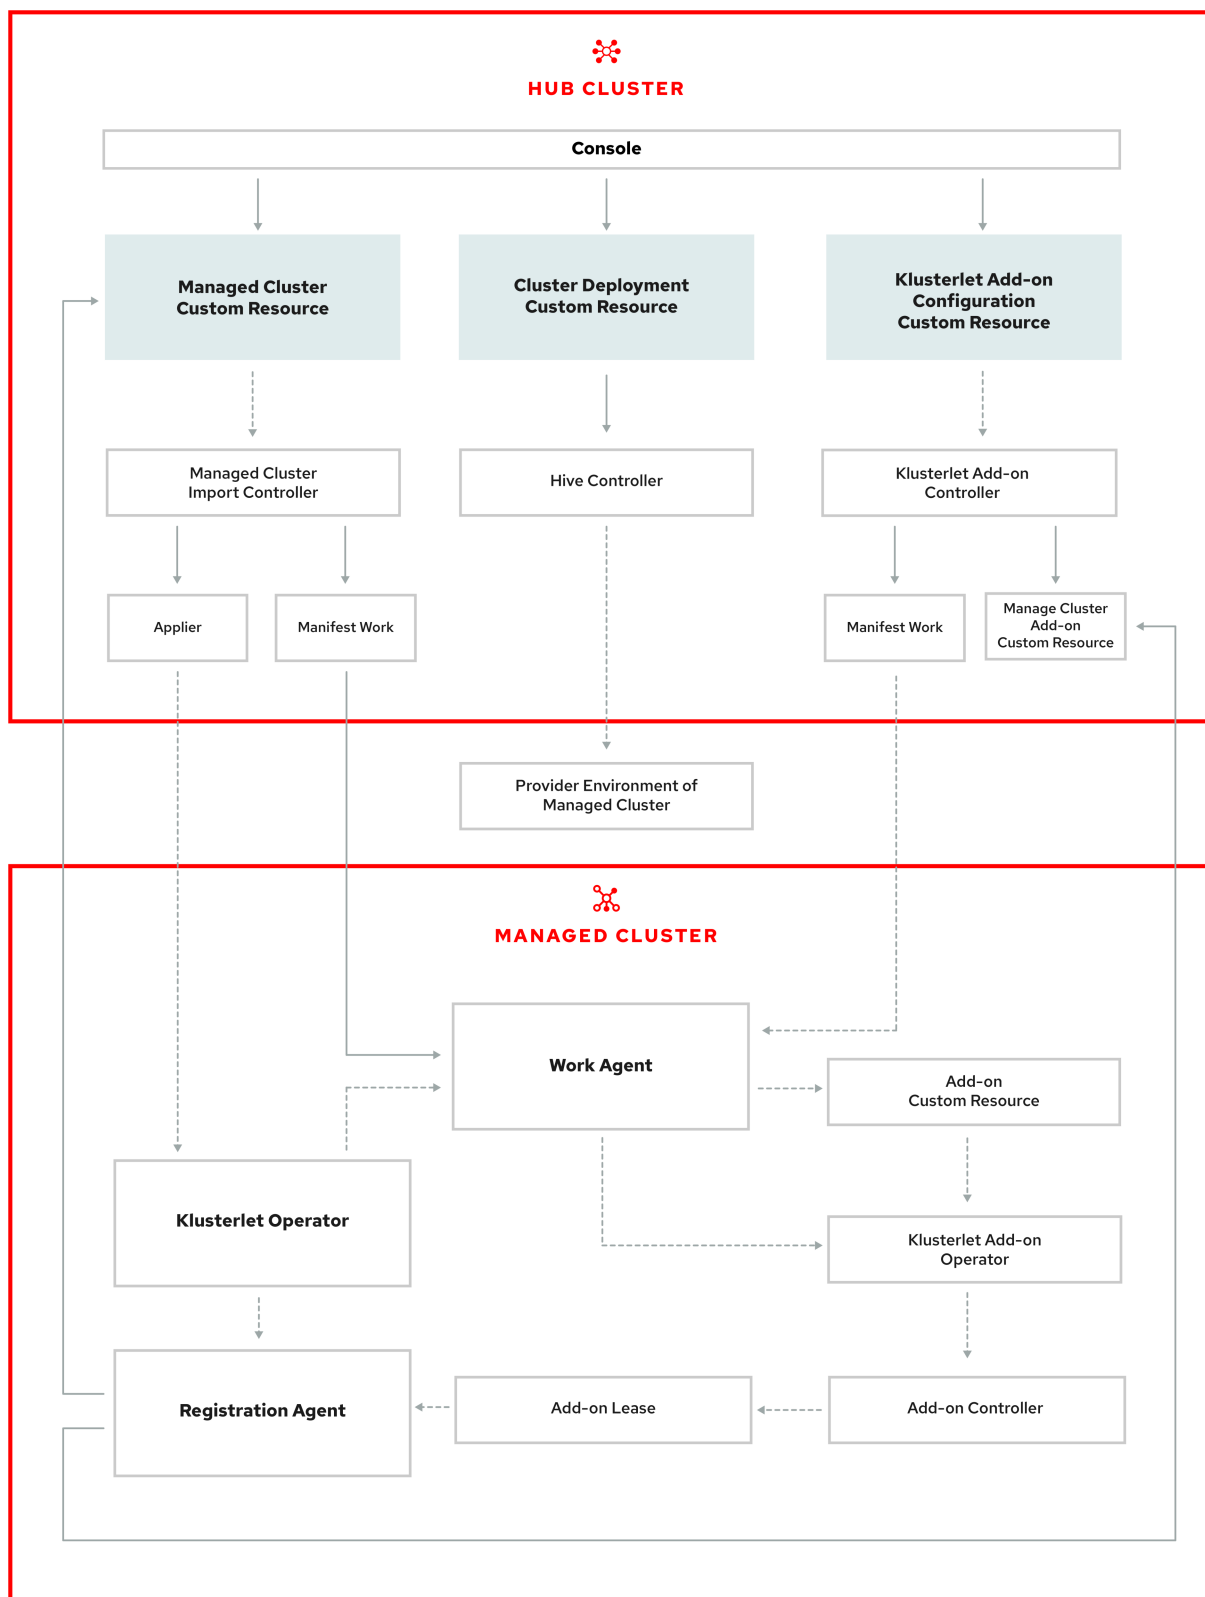 HUB CLUSTER
Console
Managed Cluster
Custom Resource
Cluster Deployment
Custom Resource
Klusterlet Add-on
Configuration
Custom Resource
Managed Cluster
Import Controller
Hive Controller
Klusterlet Add-on
Controller
Applier
Manifest Work
Manifest Work
Manage Cluster
Add-on
Custom Resource
Provider Environment of
Managed Cluster
MANAGED CLUSTER
Work Agent
Add-on
Custom Resource
Klusterlet Operator
Klusterlet Add-on
Operator
Registration Agent
Add-on Lease
Add-on Controller